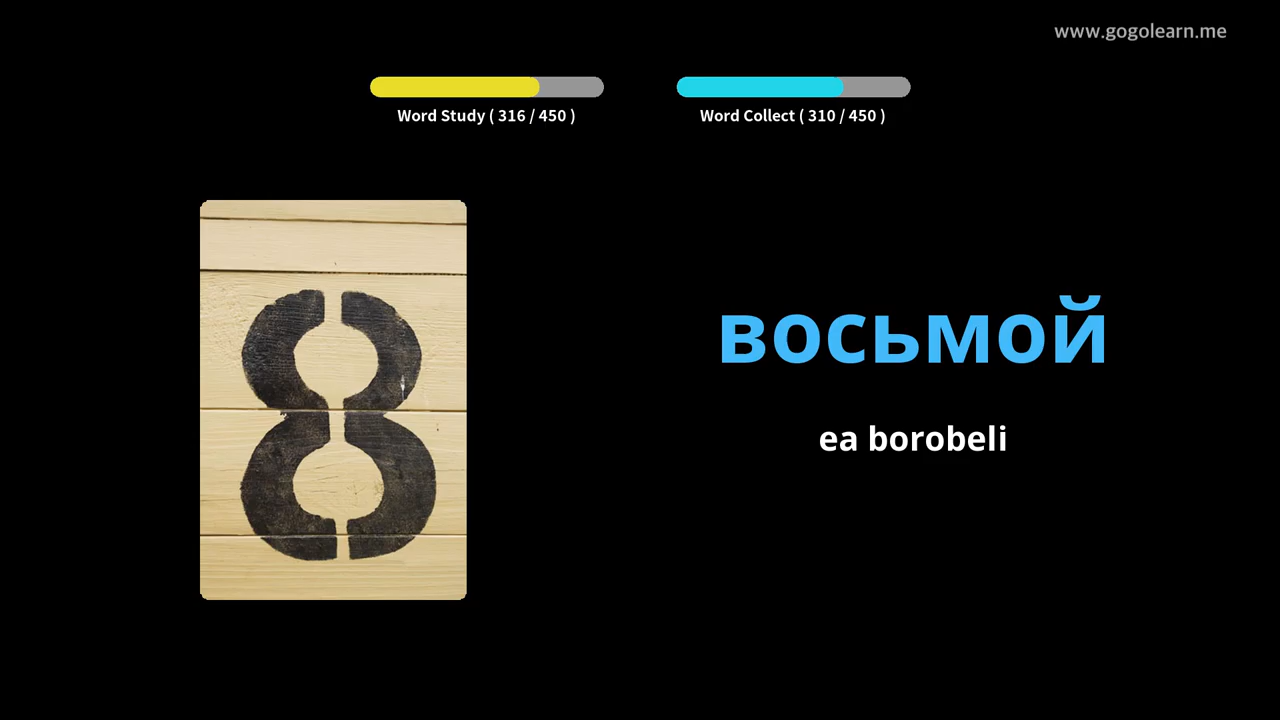 www.gogolearn.me
Word Study ( 316 / 450 )
Word Collect ( 310 / 450 )
8
восьмой
ea borobeli